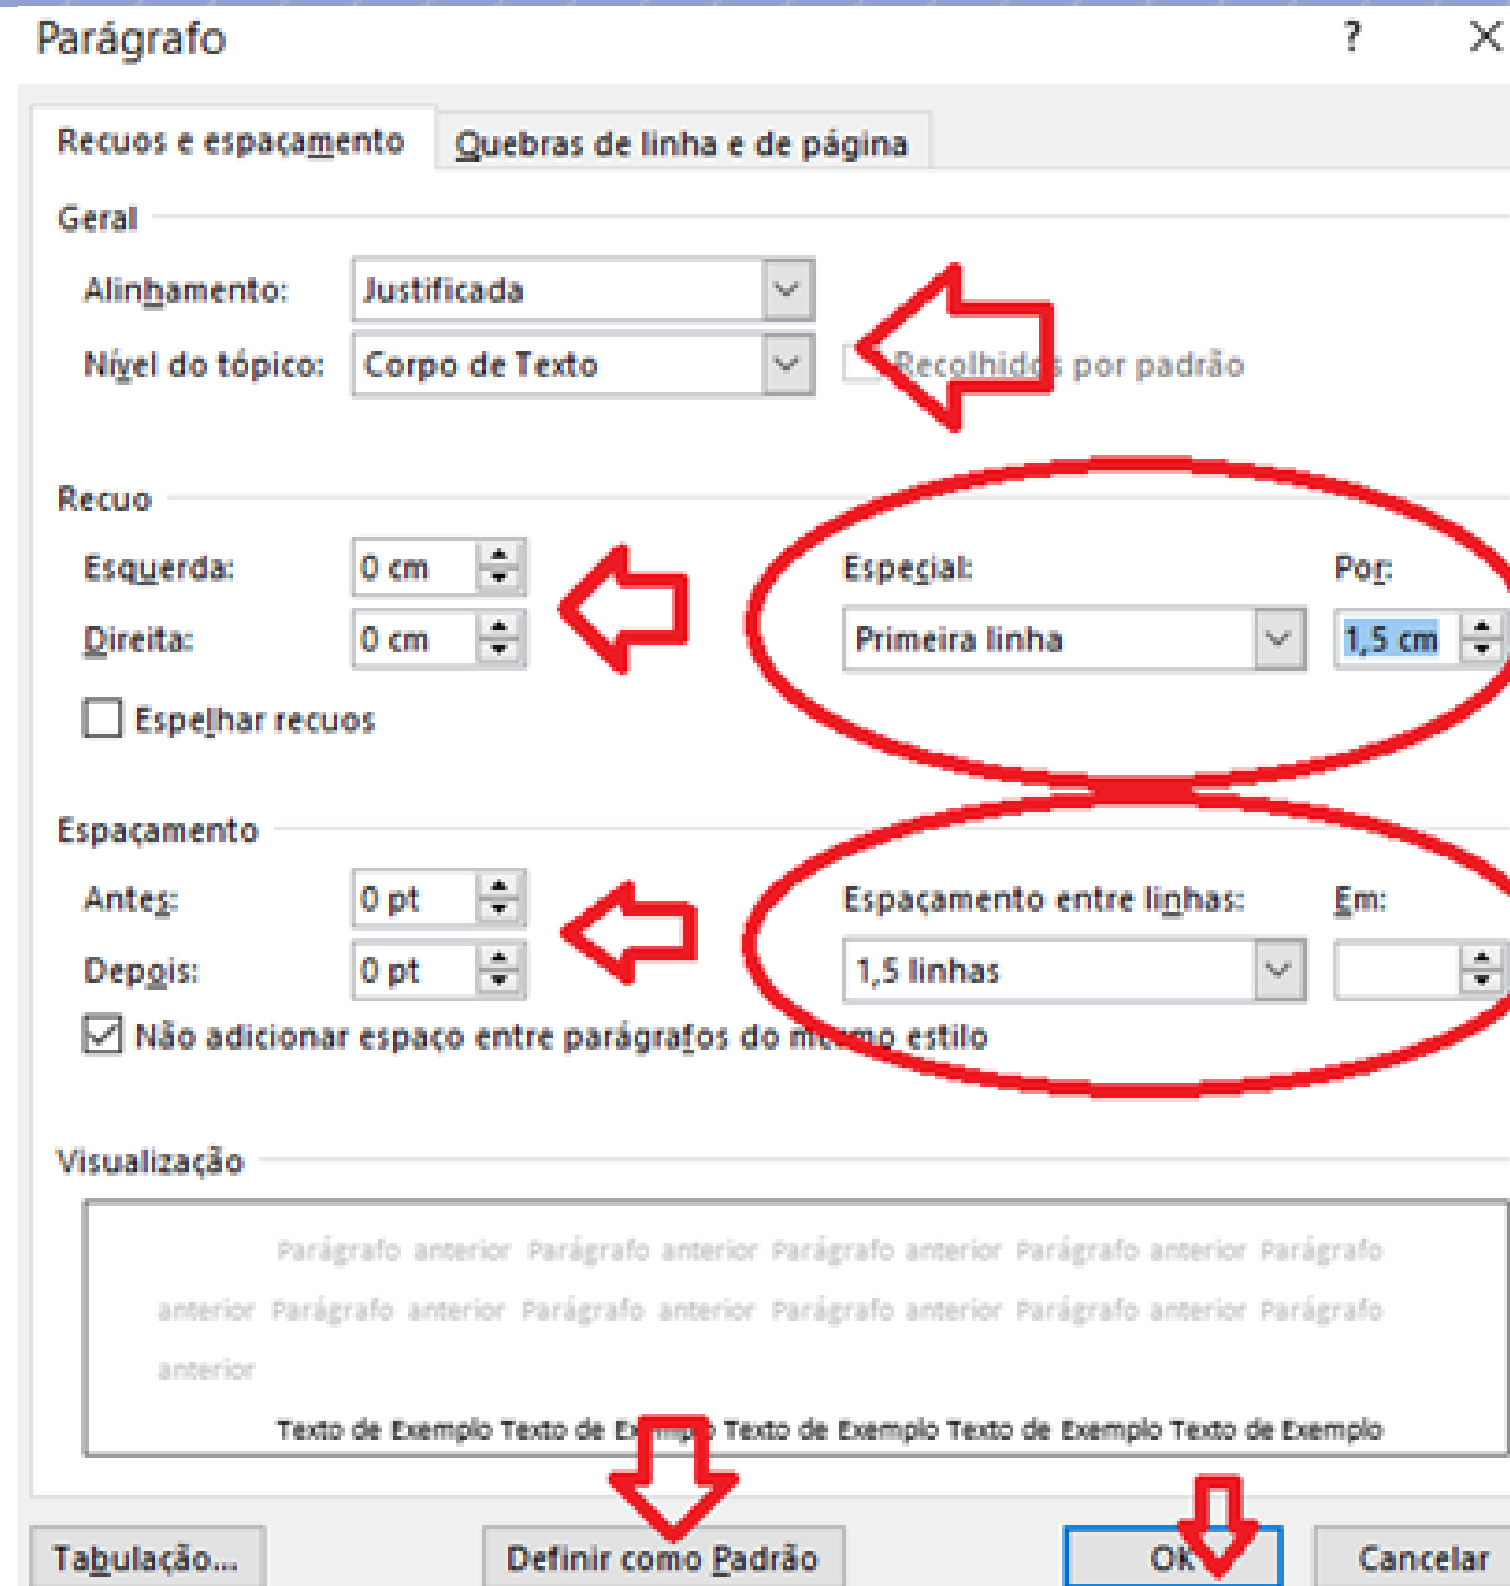 Parágrafo ? X
Recuos e espaçamento Quebras de linha e de página
Geral
Alinhamento: Justificada
Nível do tópico: Corpo de Texto Recolhidos por padrão
Recuo
Esquerda: 0 cm Especial: Por:
Direita: 0 cm Primeira linha 1,5 cm
Espelhar recuos
Espaçamento
Antes: 0 pt Espaçamento entre linhas: Em:
Depois: 0 pt 1,5 linhas
Não adicionar espaço entre parágrafos do mesmo estilo
Visualização
Parágrafo anterior Parágrafo anterior Parágrafo anterior Parágrafo anterior Parágrafo
anterior Parágrafo anterior Parágrafo anterior Parágrafo anterior Parágrafo anterior Parágrafo
anterior
Texto de Exemplo Texto de Exemplo Texto de Exemplo Texto de Exemplo Texto de Exemplo
Tabulação... Definir como Padrão OK Cancelar